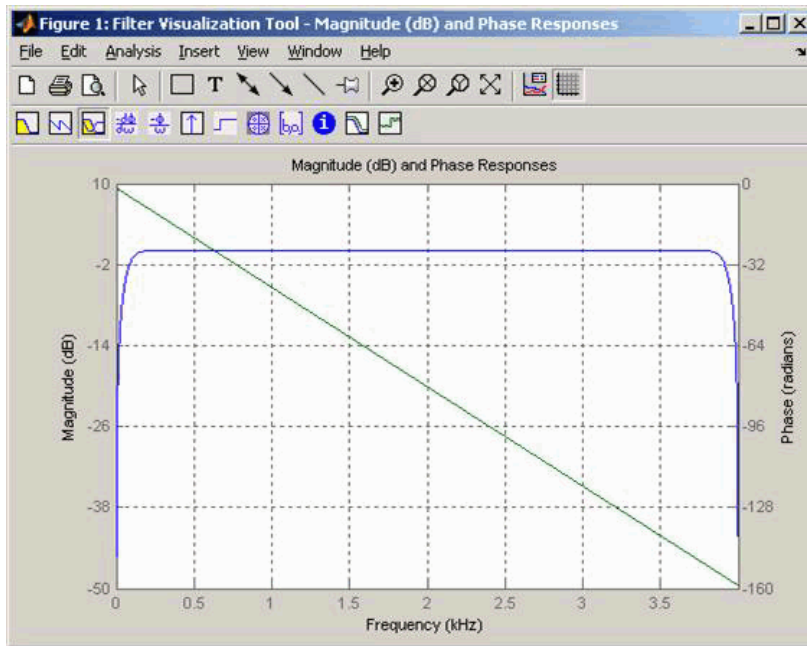 Figure 1: Filter Visualization Tool - Magnitude (dB) and Phase Responses
File Edit Analysis Insert View Window Help
T
[b,a]
i
Magnitude (dB) and Phase Responses
10
-2
-14
-26
-38
-50
Magnitude (dB)
0
-32
-64
-96
-128
-160
Phase (radians)
0 0.5 1 1.5 2 2.5 3 3.5
Frequency (kHz)